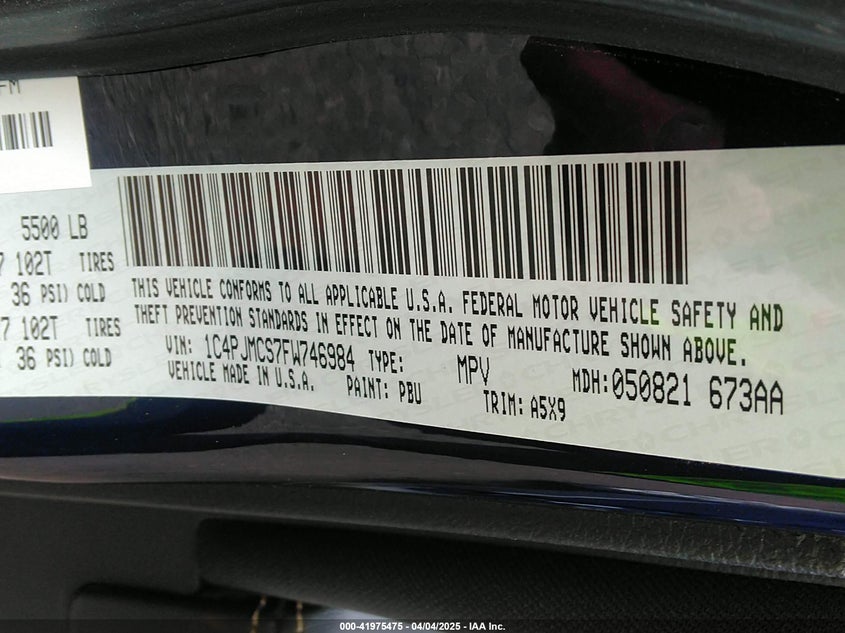 FM
5500 LB
7 102T TIRES
36 PSI) COLD
7 102T TIRES
36 PSI) COLD
THIS VEHICLE CONFORMS TO ALL APPLICABLE U.S.A. FEDERAL MOTOR VEHICLE SAFETY AND
THEFT PREVENTION STANDARDS IN EFFECT ON THE DATE OF MANUFACTURE SHOWN ABOVE.
VIN: 1C4PJMCS7FW746984 TYPE: MPV MDH: 050821 673AA
VEHICLE MADE IN U.S.A. PAINT: PBU TRIM: A5X9
000-41975475 - 04/04/2025 - IAA Inc.